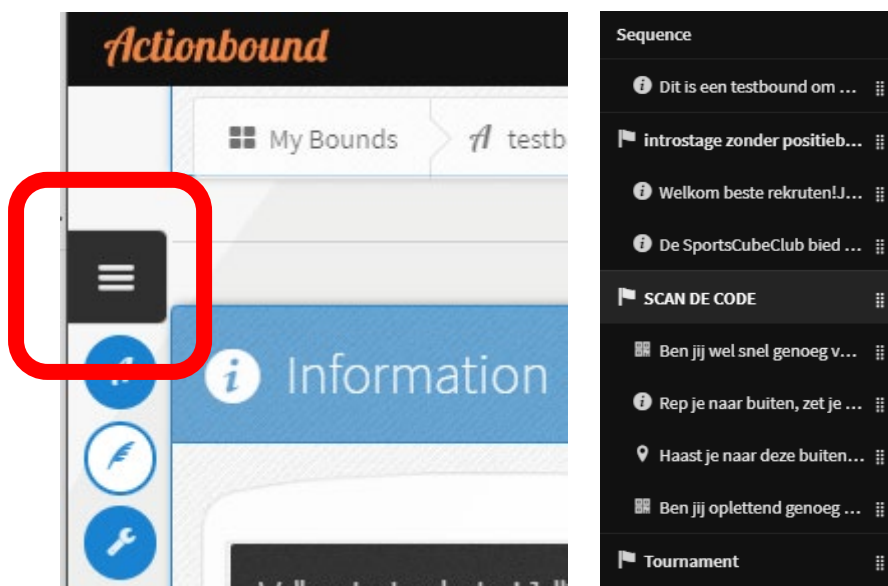 Actionbound
My Bounds
testb
Information
Sequence
Dit is een testbound om ...
introstage zonder positieb...
Welkom beste rekruten!J...
De SportsCubeClub bied ...
SCAN DE CODE
Ben jij wel snel genoeg v...
Rep je naar buiten, zet je ...
Haast je naar deze buiten...
Ben jij oplettend genoeg ...
Tournament